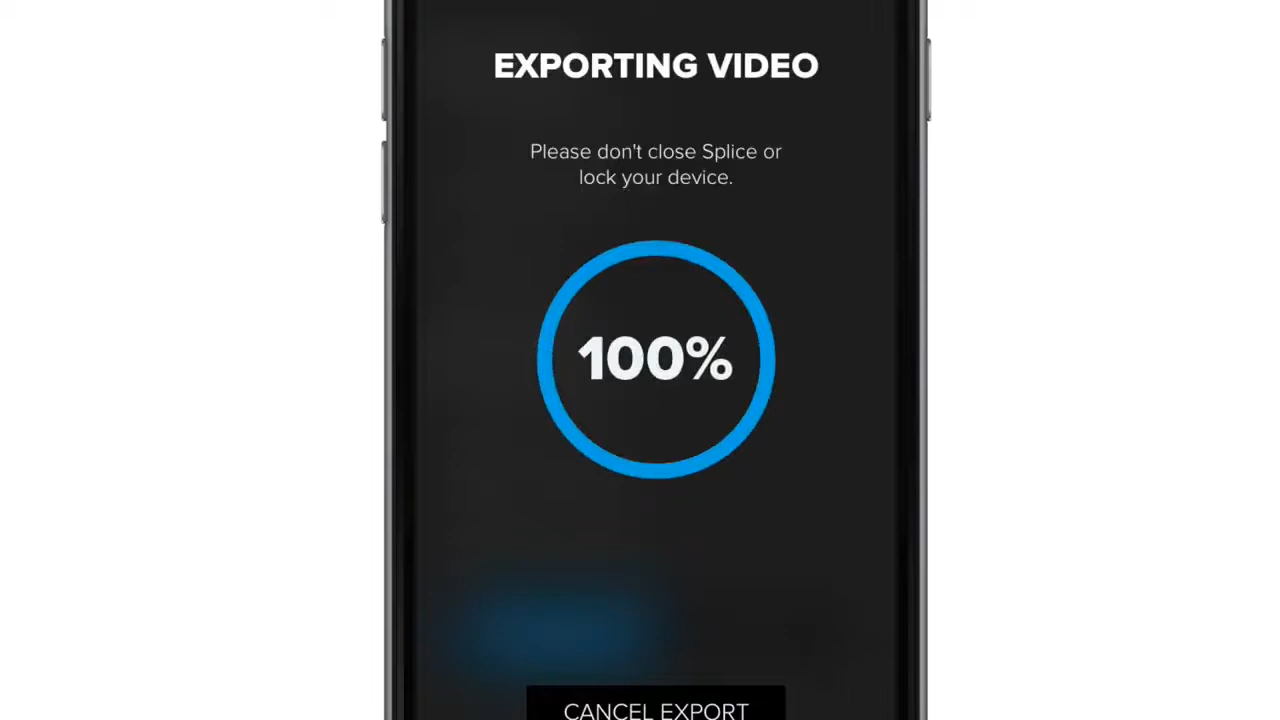 EXPORTING VIDEO
Please don't close Splice or
lock your device.
100%
CANCEL EXPORT